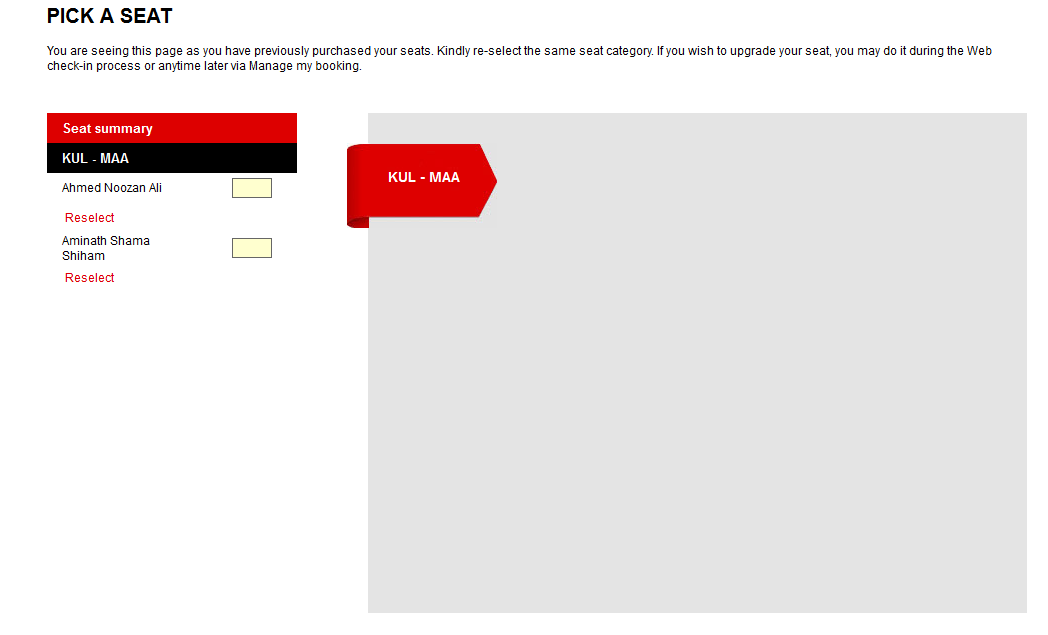 PICK A SEAT
You are seeing this page as you have previously purchased your seats. Kindly re-select the same seat category. If you wish to upgrade your seat, you may do it during the Web
check-in process or anytime later via Manage my booking.
Seat summary
KUL - MAA
Ahmed Noozan Ali
Reselect
Aminath Shama
Shiham
Reselect
KUL - MAA